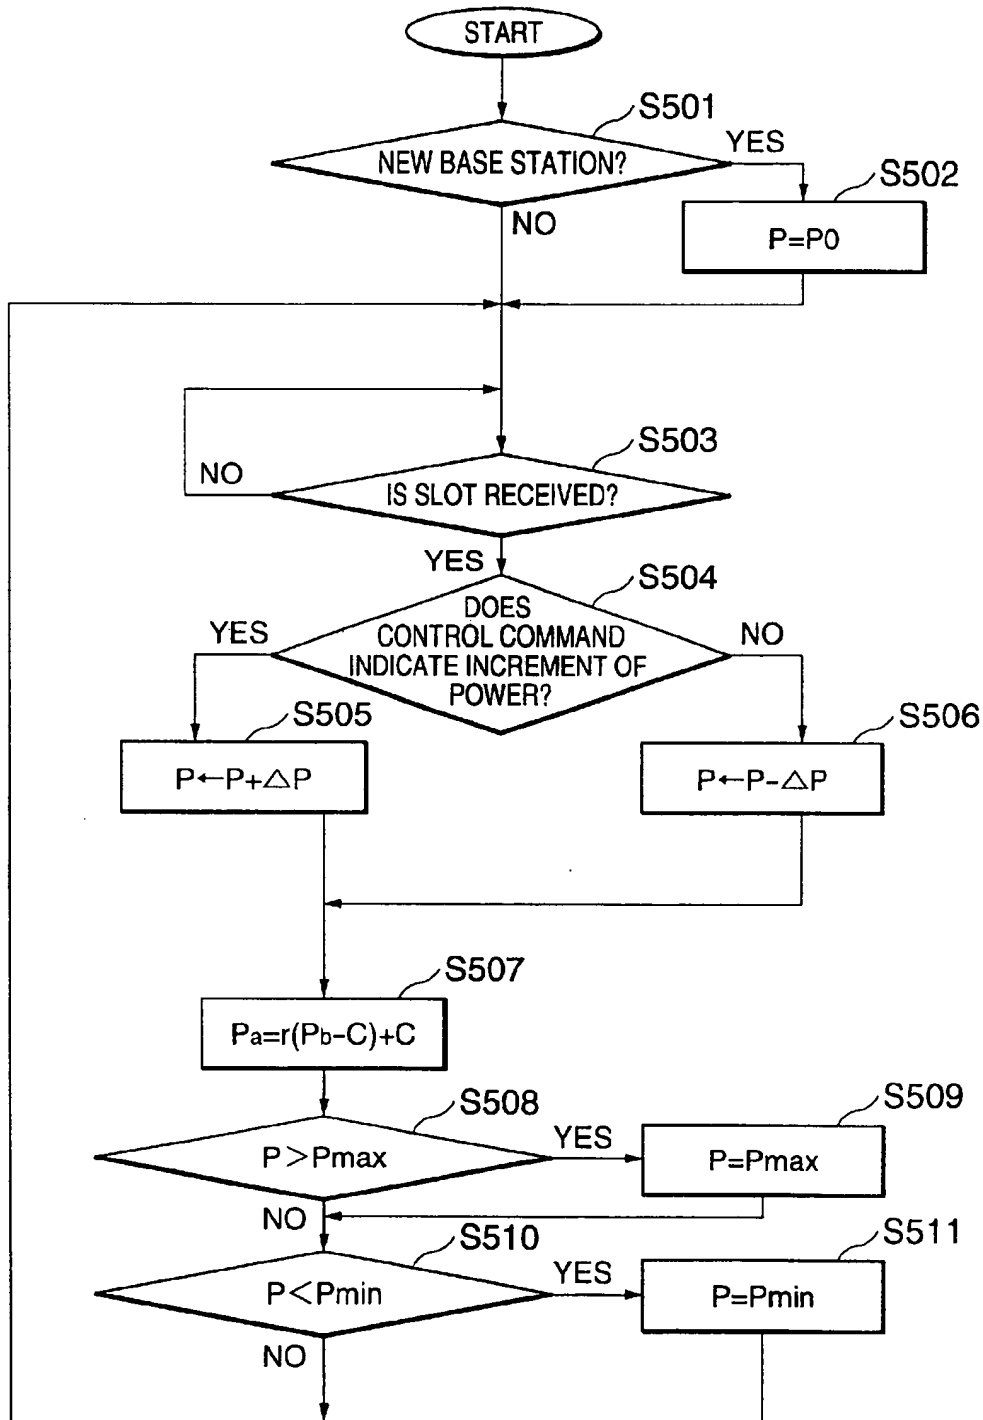 START
S501
NEW BASE STATION?
YES
S502
P=P0
NO
S503
NO
IS SLOT RECEIVED?
YES
S504
DOES
CONTROL COMMAND
INDICATE INCREMENT OF
POWER?
YES
NO
S505
P←P+△P
S506
P←P-△P
S507
Pa=r(Pb-C)+C
S508
P>Pmax
YES
S509
P=Pmax
NO
S510
P<Pmin
YES
S511
P=Pmin
NO